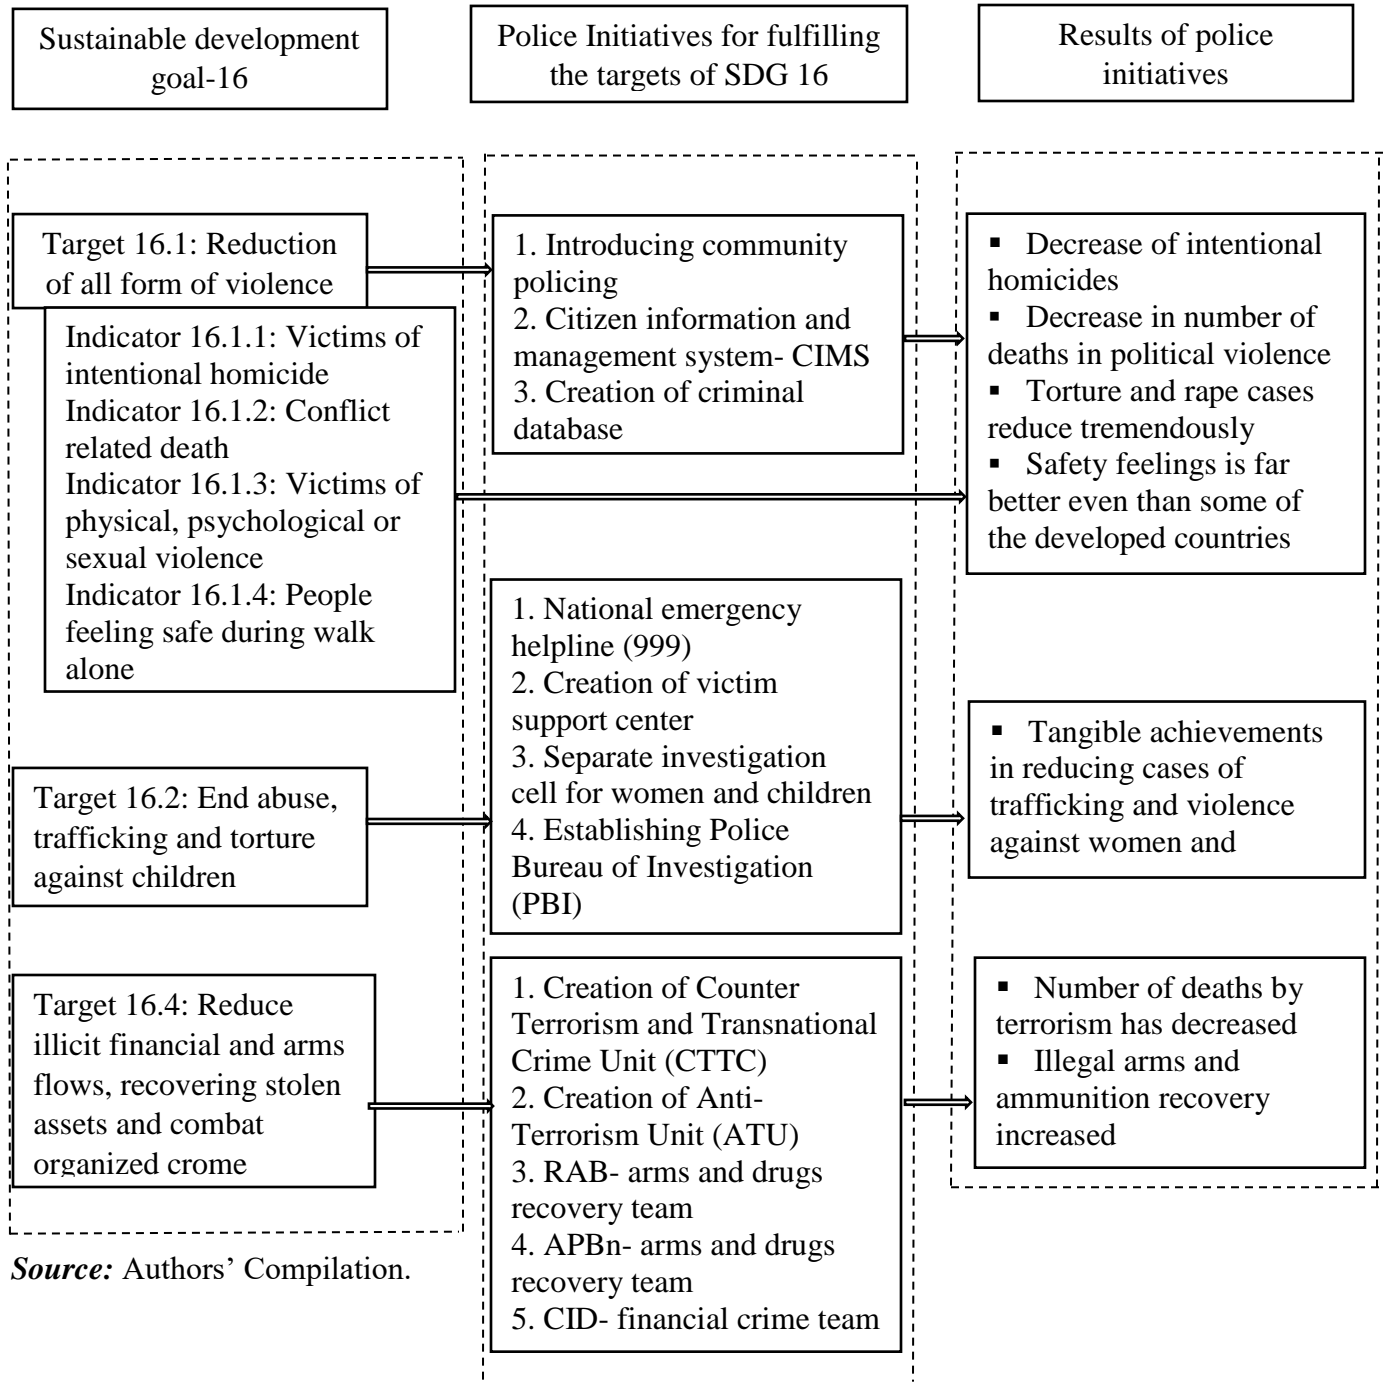 Sustainable development
goal-16
Police Initiatives for fulfilling
the targets of SDG 16
Results of police
initiatives
Target 16.1: Reduction
of all form of violence
Indicator 16.1.1: Victims of
intentional homicide
Indicator 16.1.2: Conflict
related death
Indicator 16.1.3: Victims of
physical, psychological or
sexual violence
Indicator 16.1.4: People
feeling safe during walk
alone
1. Introducing community
policing
2. Citizen information and
management system- CIMS
3. Creation of criminal
database
▪ Decrease of intentional
homicides
▪ Decrease in number of
deaths in political violence
▪ Torture and rape cases
reduce tremendously
▪ Safety feelings is far
better even than some of
the developed countries
Target 16.2: End abuse,
trafficking and torture
against children
1. National emergency
helpline (999)
2. Creation of victim
support center
3. Separate investigation
cell for women and children
4. Establishing Police
Bureau of Investigation
(PBI)
▪ Tangible achievements
in reducing cases of
trafficking and violence
against women and
Target 16.4: Reduce
illicit financial and arms
flows, recovering stolen
assets and combat
organized crome
1. Creation of Counter
Terrorism and Transnational
Crime Unit (CTTC)
2. Creation of Anti-
Terrorism Unit (ATU)
3. RAB- arms and drugs
recovery team
4. APBn- arms and drugs
recovery team
5. CID- financial crime team
▪ Number of deaths by
terrorism has decreased
▪ Illegal arms and
ammunition recovery
increased
Source: Authors’ Compilation.